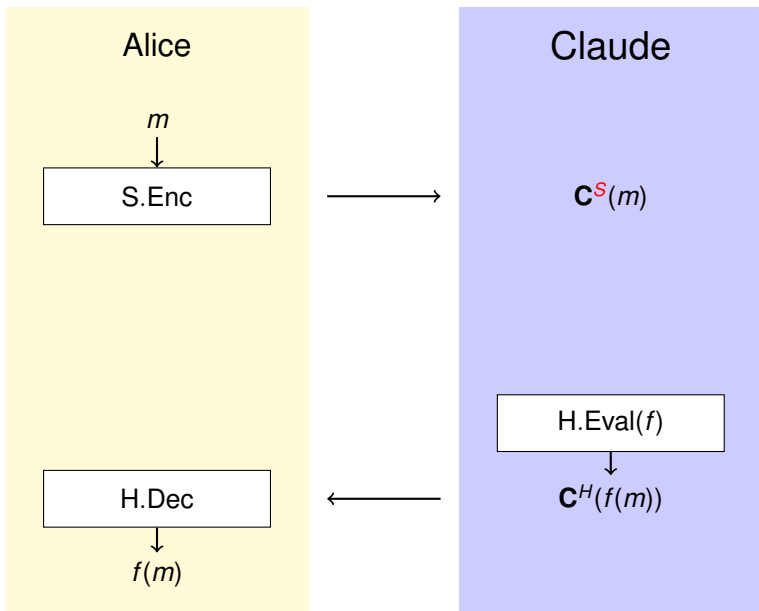 Alice
Claude
m
S.Enc
C^S(m)
H.Eval(f)
H.Dec
C^H(f(m))
f(m)